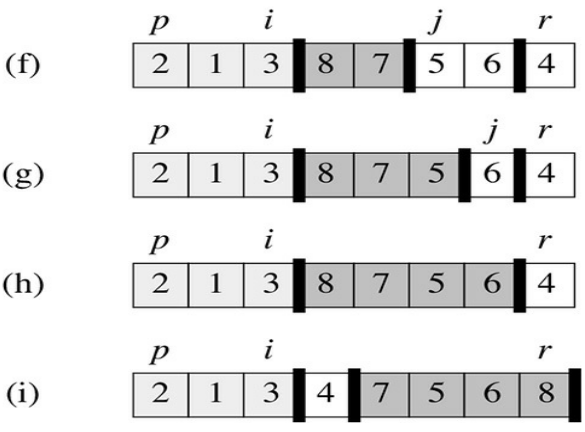 p i j r
(f) 2 1 3 8 7 5 6 4
p i j r
(g) 2 1 3 8 7 5 6 4
p i r
(h) 2 1 3 8 7 5 6 4
p i r
(i) 2 1 3 4 7 5 6 8